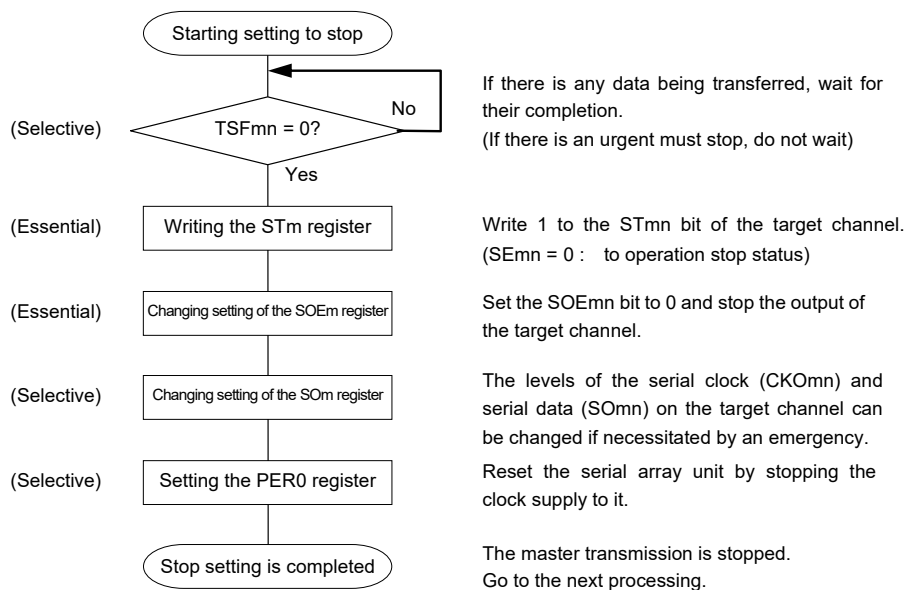 Starting setting to stop
No
If there is any data being transferred, wait for
their completion.
(Selective)
TSFmn = 0?
(If there is an urgent must stop, do not wait)
Yes
(Essential)
Writing the STm register
Write 1 to the STmn bit of the target channel.
(SEmn = 0 : to operation stop status)
(Essential)
Changing setting of the SOEm register
Set the SOEmn bit to 0 and stop the output of
the target channel.
(Selective)
Changing setting of the SOm register
The levels of the serial clock (CKOmn) and
serial data (SOmn) on the target channel can
be changed if necessitated by an emergency.
(Selective)
Setting the PER0 register
Reset the serial array unit by stopping the
clock supply to it.
Stop setting is completed
The master transmission is stopped.
Go to the next processing.